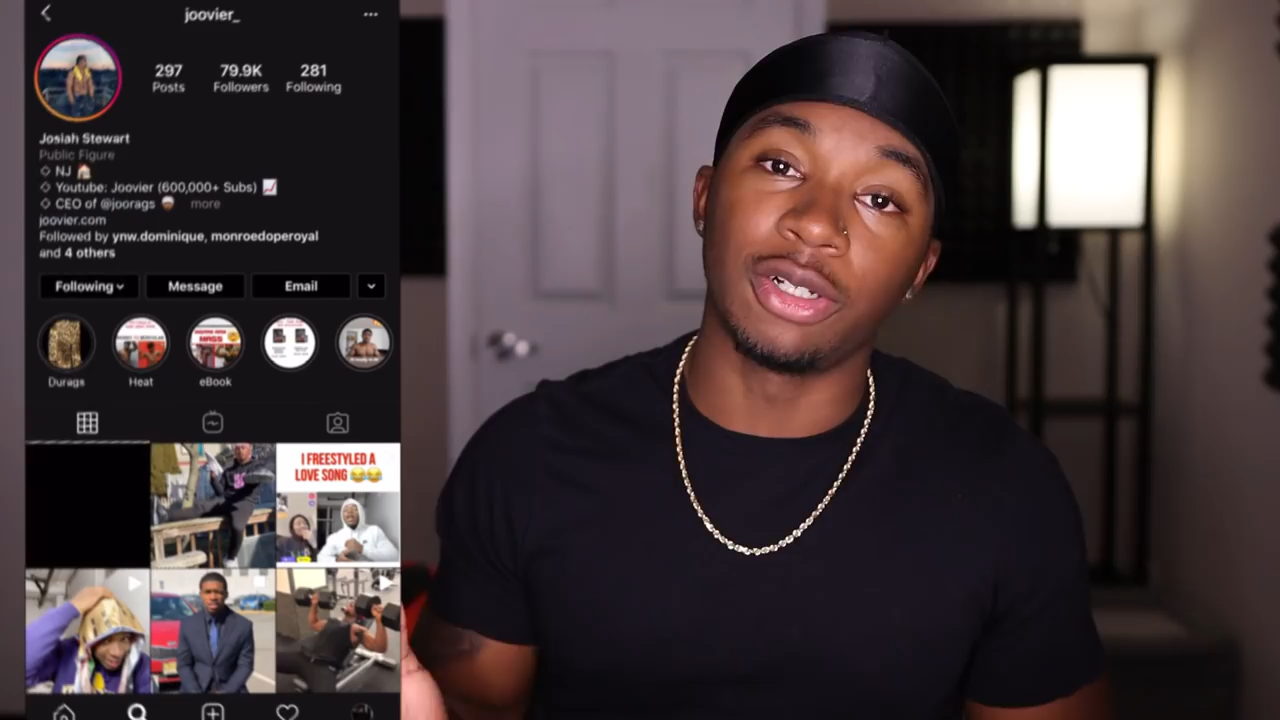 joovier_
297 79.9K 281
Posts Followers Following
Josiah Stewart
Public Figure
NJ
Youtube: Joovier (600,000+ Subs)
CEO of @joorags more
joovier.com
Followed by ynw.dominique, monroedoperoyal
and 4 others
Following Message Email
Durags Heat eBook
I FREESTYLED A
LOVE SONG